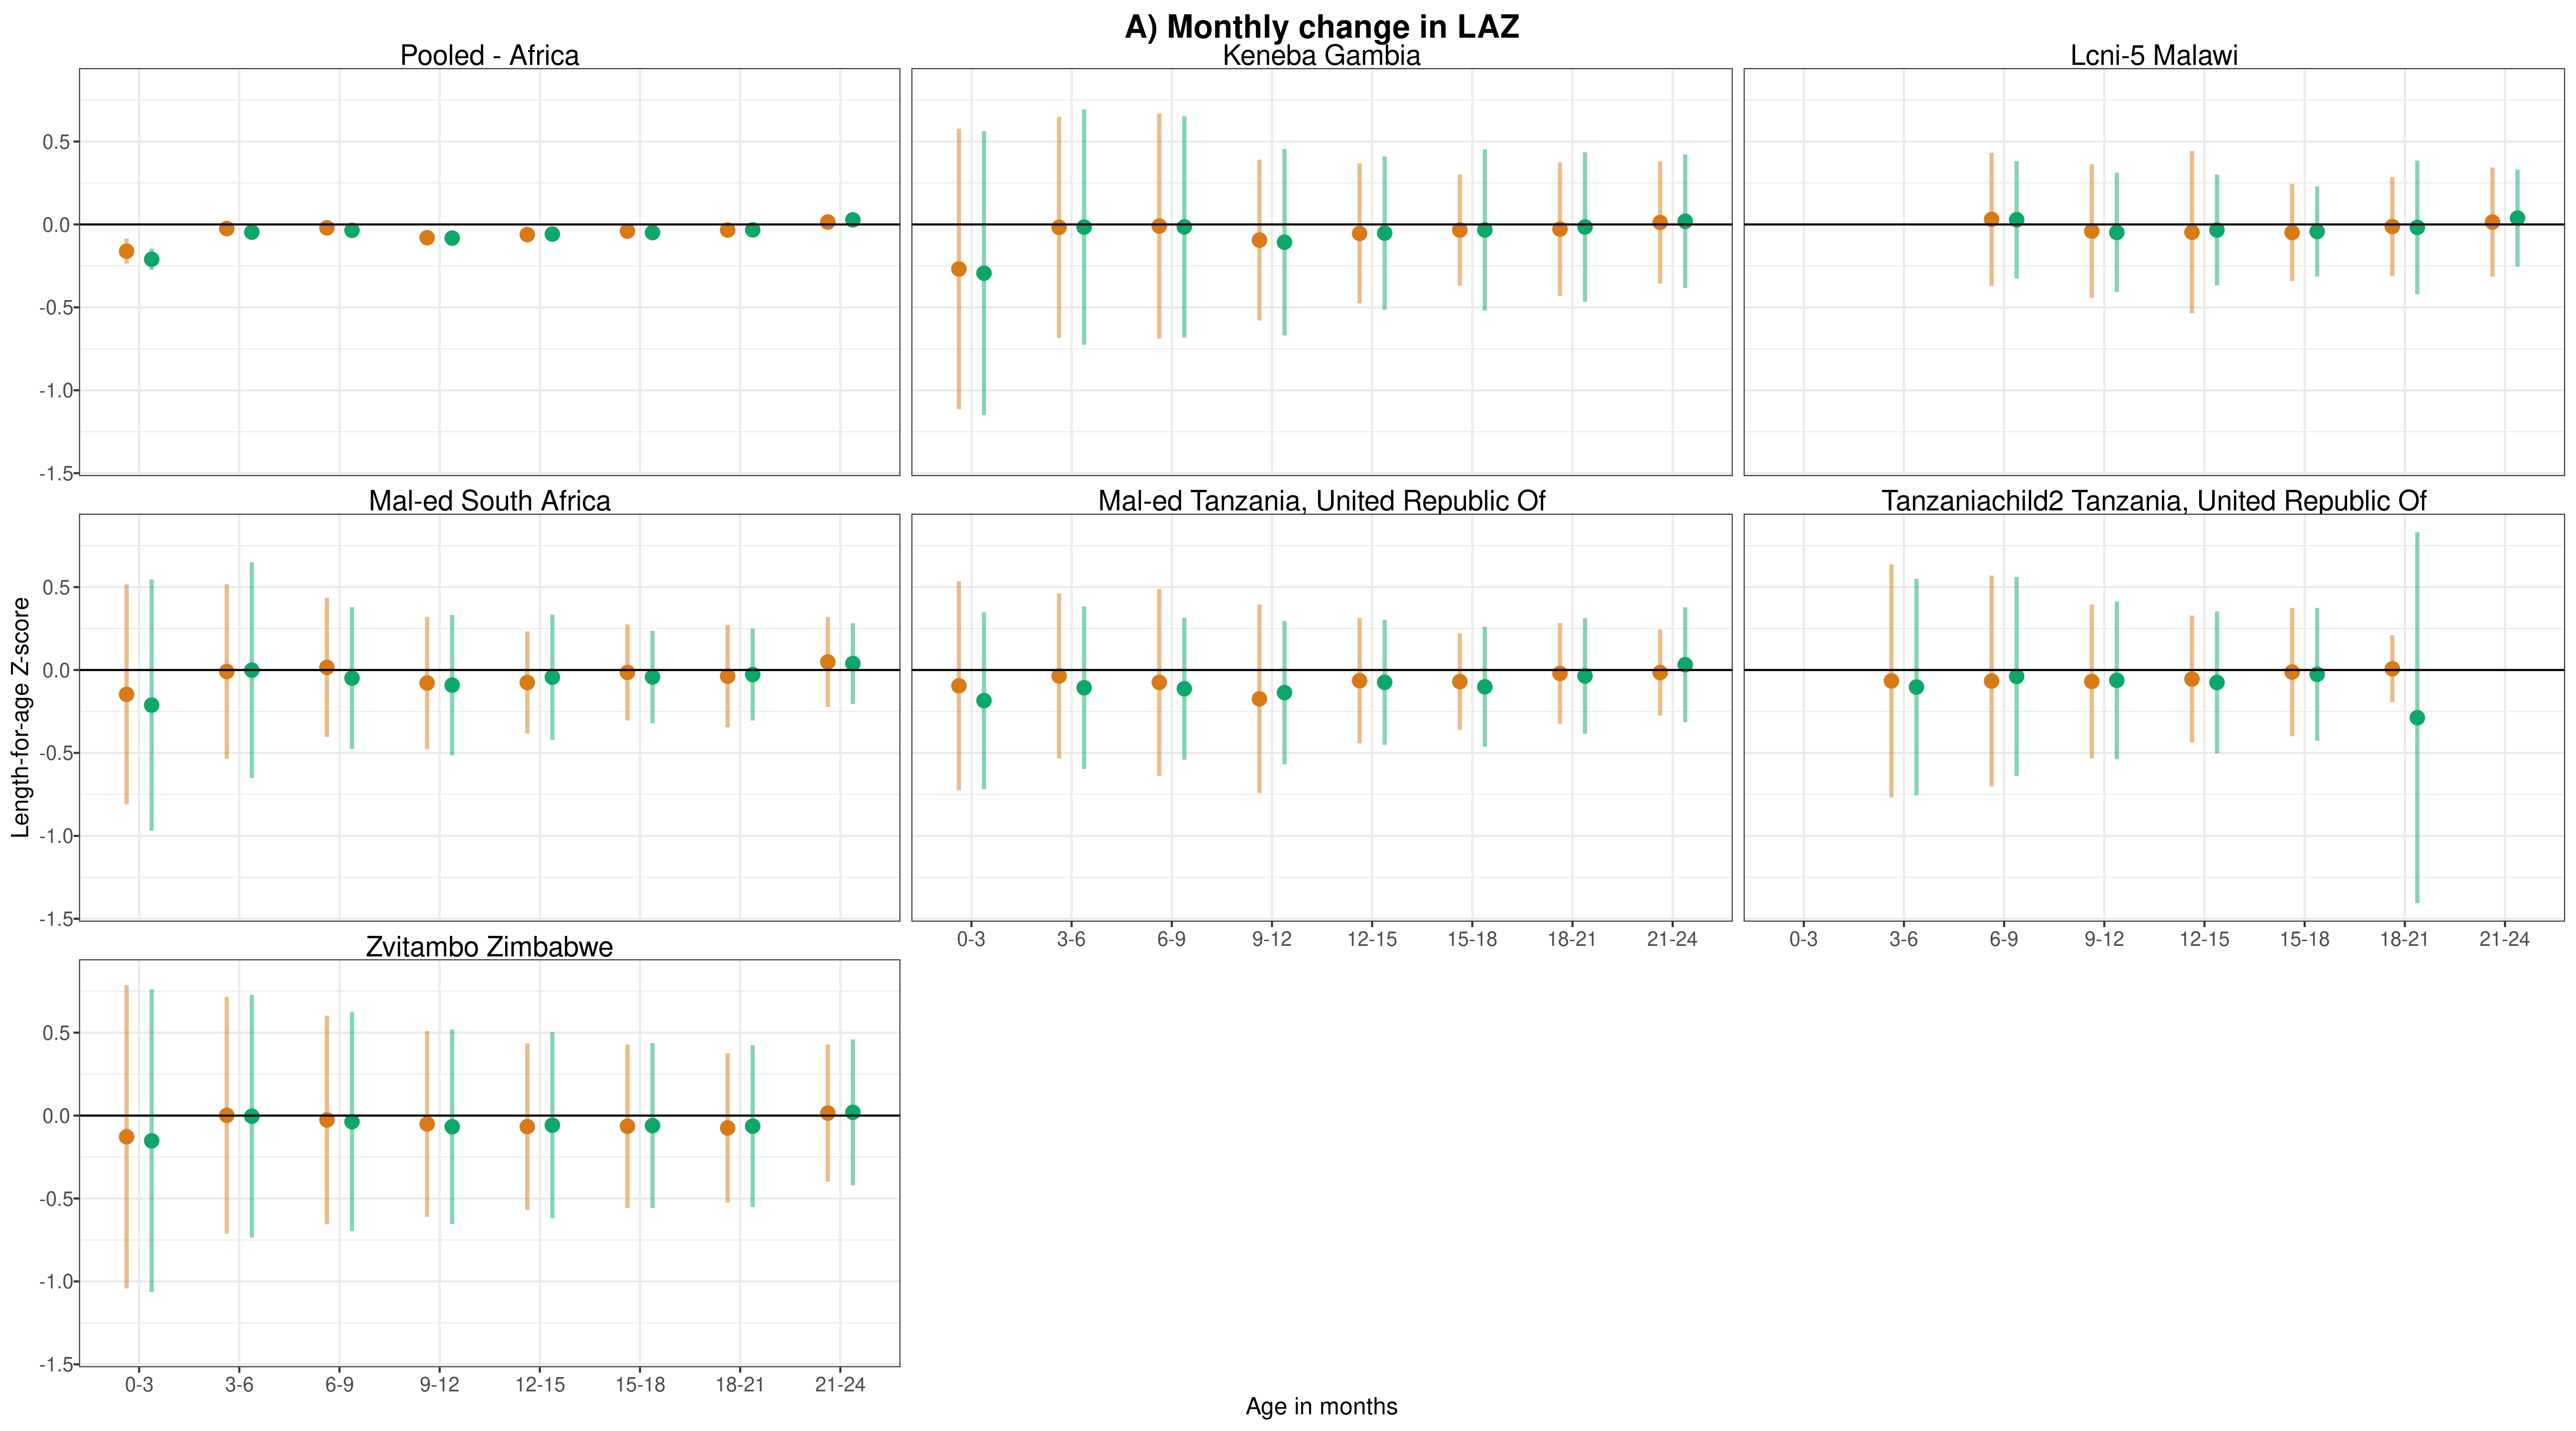 A) Monthly change in LAZ
Pooled - Africa
Keneba Gambia
Lcni-5 Malawi
0.5
0.0
-0.5
-1.0
-1.5
Mal-ed South Africa
Mal-ed Tanzania, United Republic Of
Tanzaniachild2 Tanzania, United Republic Of
Length-for-age Z-score
0.5
0.0
-0.5
-1.0
-1.5
0-3 3-6 6-9 9-12 12-15 15-18 18-21 21-24
0-3 3-6 6-9 9-12 12-15 15-18 18-21 21-24
Zvitambo Zimbabwe
0.5
0.0
-0.5
-1.0
-1.5
0-3 3-6 6-9 9-12 12-15 15-18 18-21 21-24
Age in months